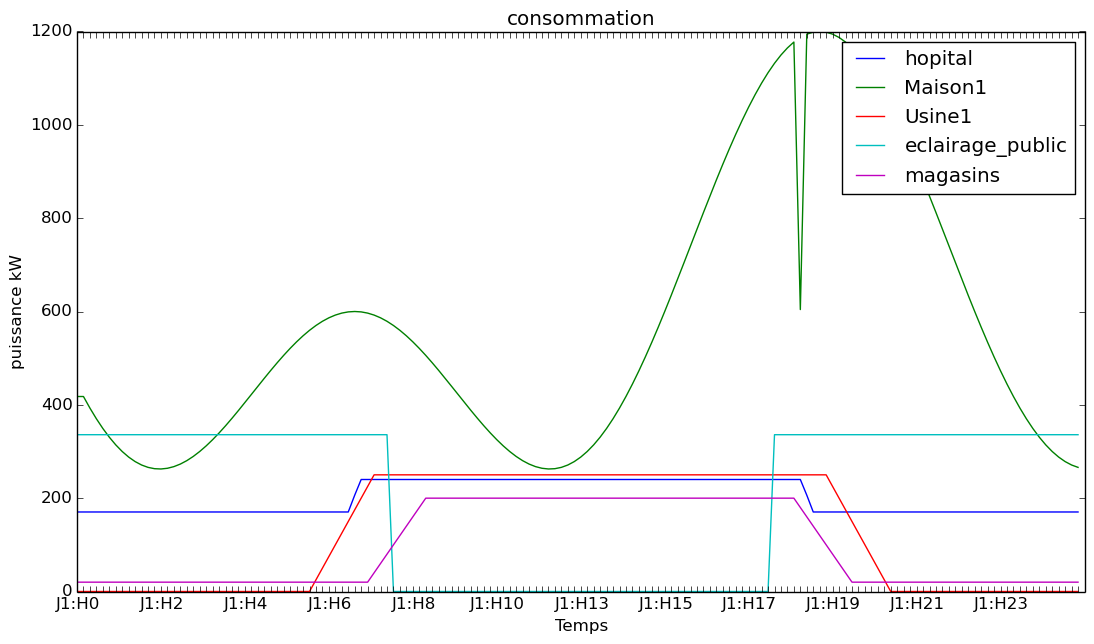 consommation
puissance kW
1200
1000
800
600
400
200
0
hopital
Maison1
Usine1
eclairage_public
magasins
J1:H0 J1:H2 J1:H4 J1:H6 J1:H8 J1:H10 J1:H13 J1:H15 J1:H17 J1:H19 J1:H21 J1:H23
Temps